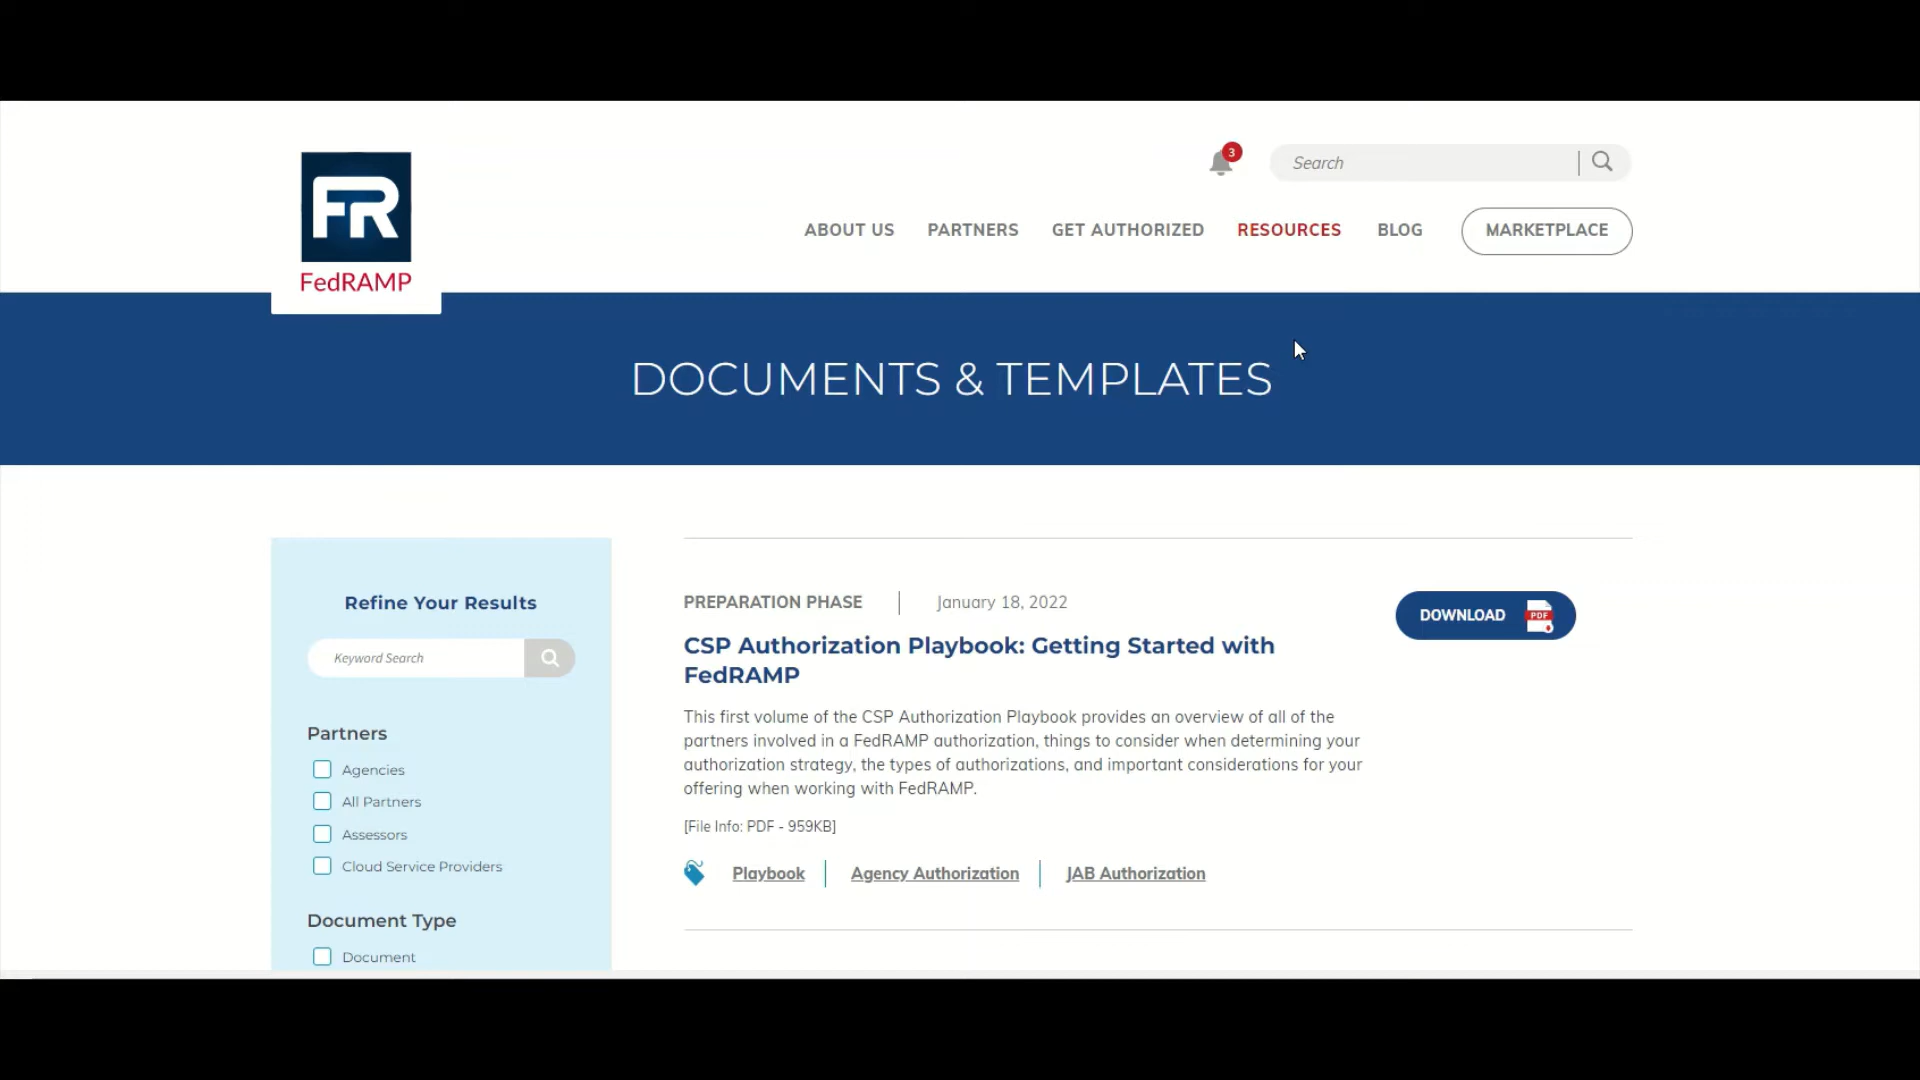 3
Search
FR
FedRAMP
ABOUT US PARTNERS GET AUTHORIZED RESOURCES BLOG MARKETPLACE
DOCUMENTS & TEMPLATES
Refine Your Results
Keyword Search
Partners
Agencies
All Partners
Assessors
Cloud Service Providers
Document Type
Document
PREPARATION PHASE January 18, 2022
CSP Authorization Playbook: Getting Started with
FedRAMP
This first volume of the CSP Authorization Playbook provides an overview of all of the
partners involved in a FedRAMP authorization, things to consider when determining your
authorization strategy, the types of authorizations, and important considerations for your
offering when working with FedRAMP.
[File Info: PDF - 959KB]
Playbook Agency Authorization JAB Authorization
DOWNLOAD PDF